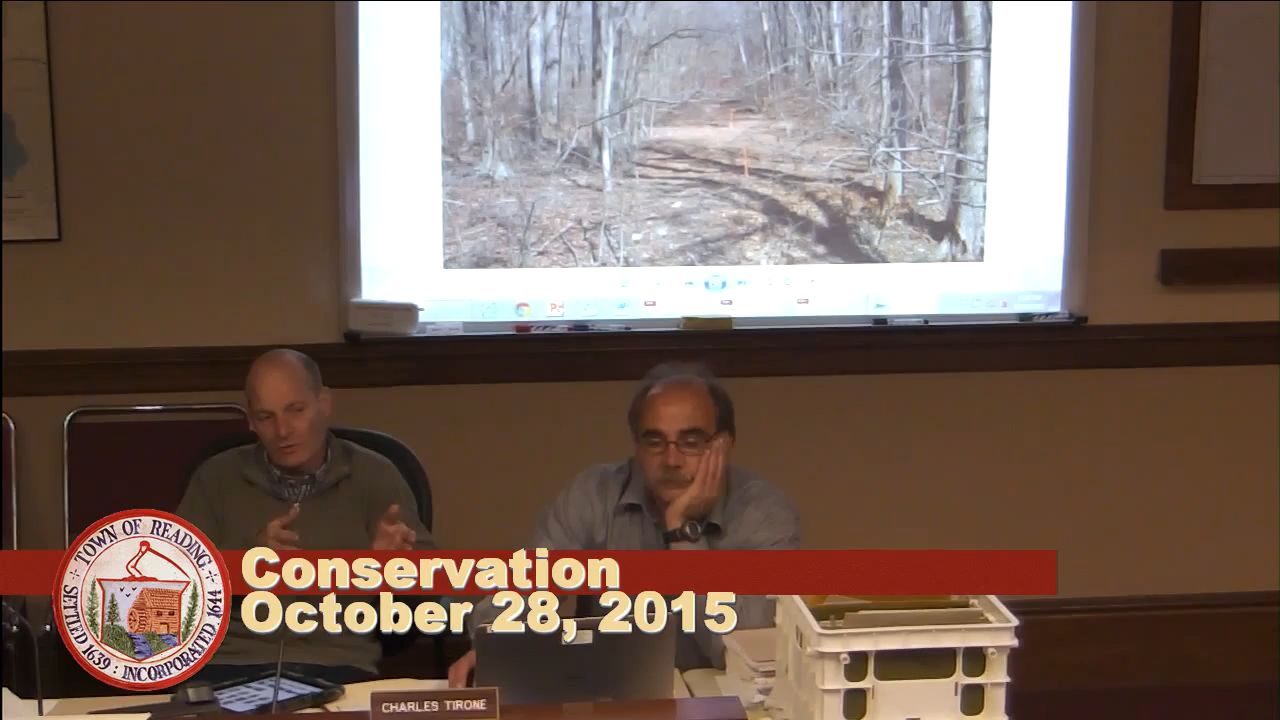 TOWN OF READING
SETTLED 1639 : INCORPORATED 1644
Conservation
October 28, 2015
CHARLES TIRONE